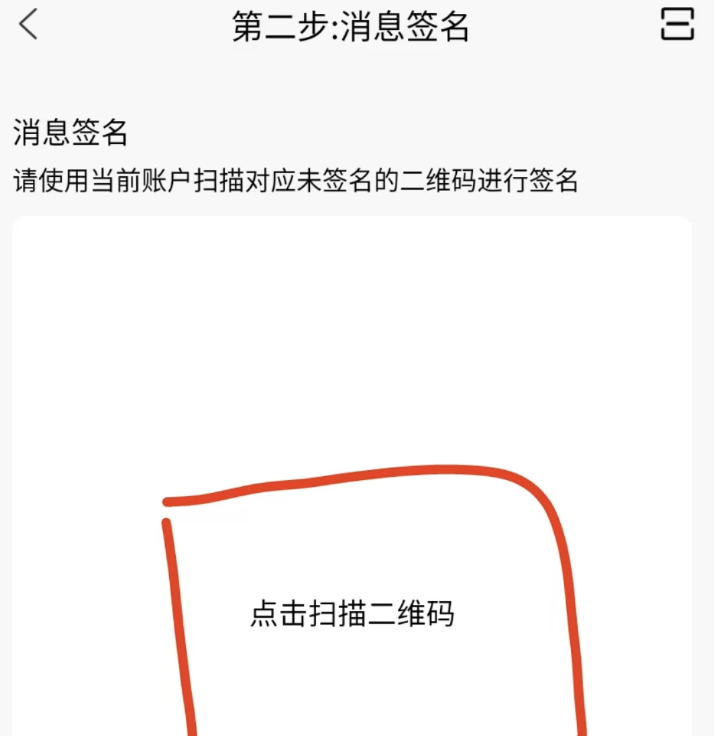 第二步:消息签名
消息签名
请使用当前账户扫描对应未签名的二维码进行签名
点击扫描二维码